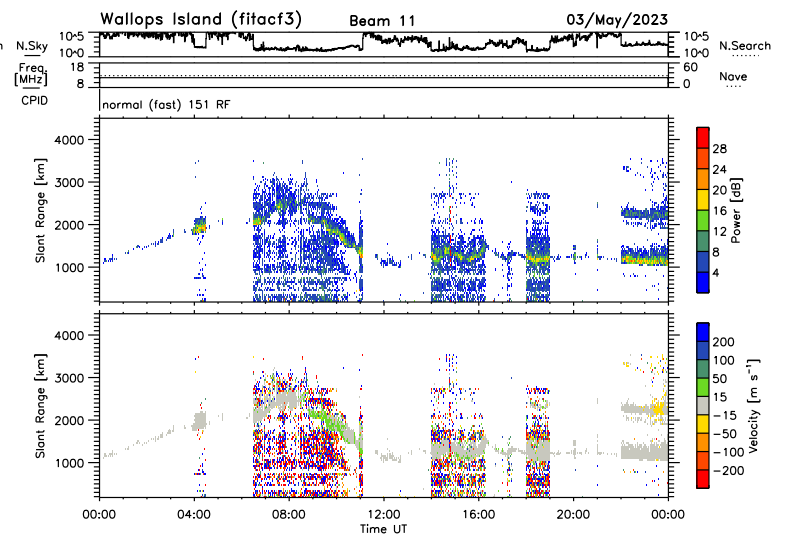 Wallops Island (fitacf3) Beam 11 03/May/2023
n N.Sky 10^5 10^0 10^5 10^0 N.Search
Freq. [MHz] 18 8 60 0 Nave
CPID normal (fast) 151 RF
Slant Range [km] 4000 3000 2000 1000
Power [dB] 28 24 20 16 12 8 4
Slant Range [km] 4000 3000 2000 1000
Velocity [m s⁻¹] 200 100 50 15 -15 -50 -100 -200
00:00 04:00 08:00 12:00 16:00 20:00 00:00
Time UT